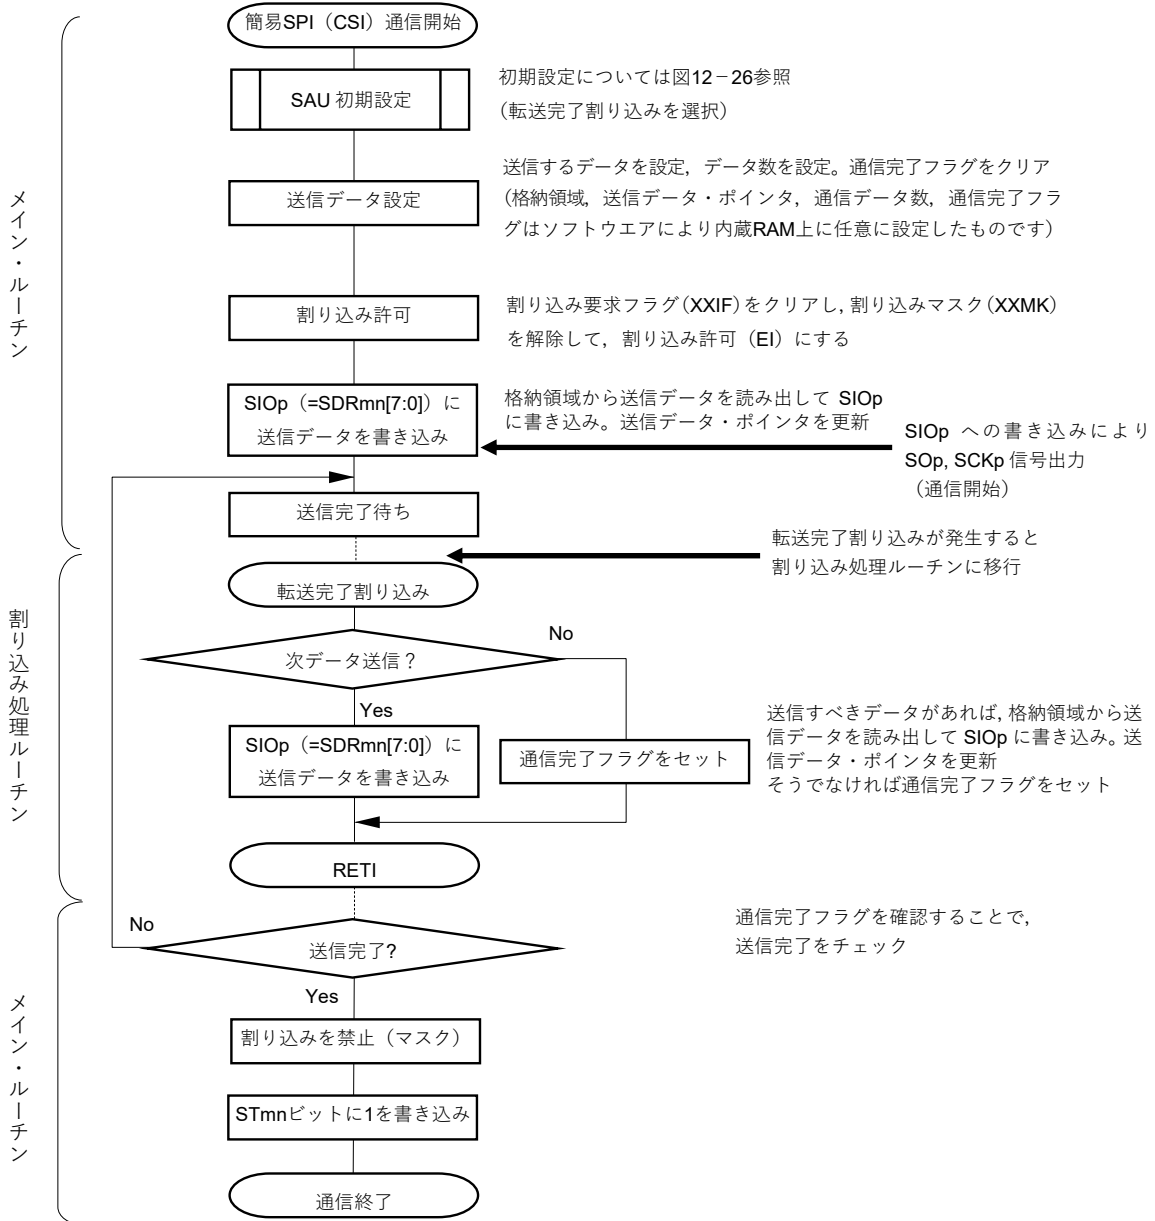 簡易SPI（CSI）通信開始
SAU 初期設定
初期設定については図12－26参照
（転送完了割り込みを選択）
送信データ設定
送信するデータを設定，データ数を設定。通信完了フラグをクリア
（格納領域，送信データ・ポインタ，通信データ数，通信完了フラ
グはソフトウエアにより内蔵RAM上に任意に設定したものです）
メイン・ルーチン
割り込み許可
割り込み要求フラグ（XXIF）をクリアし，割り込みマスク（XXMK）
を解除して，割り込み許可（EI）にする
SIOp（=SDRmn[7:0]）に
送信データを書き込み
格納領域から送信データを読み出して SIOp
に書き込み。送信データ・ポインタを更新
SIOp への書き込みにより
SOp, SCKp 信号出力
（通信開始）
送信完了待ち
転送完了割り込みが発生すると
割り込み処理ルーチンに移行
転送完了割り込み
割り込み処理ルーチン
次データ送信？
No
Yes
SIOp（=SDRmn[7:0]）に
送信データを書き込み
通信完了フラグをセット
送信すべきデータがあれば，格納領域から送
信データを読み出して SIOp に書き込み。送
信データ・ポインタを更新
そうでなければ通信完了フラグをセット
RETI
No
送信完了?
通信完了フラグを確認することで，
送信完了をチェック
Yes
メイン・ルーチン
割り込みを禁止（マスク）
STmnビットに1を書き込み
通信終了